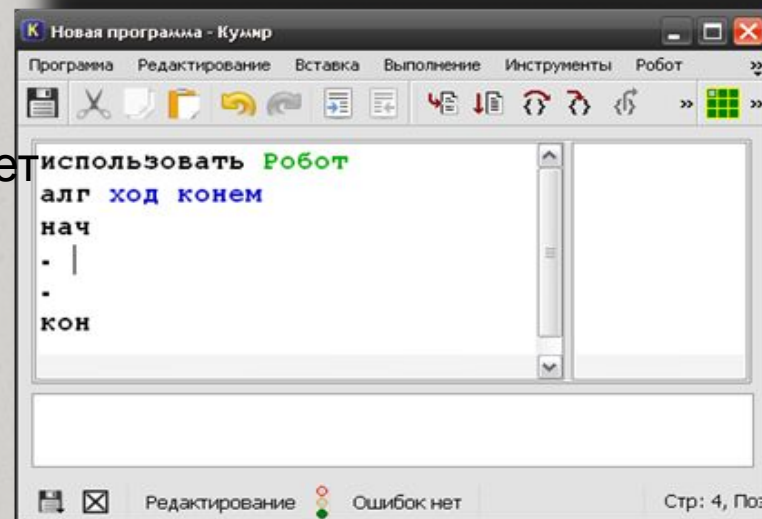 Новая программа - Кумир
Программа Редактирование Вставка Выполнение Инструменты Робот
ет
использовать Робот
алг ход конем
нач
-
-
кон
Редактирование Ошибок нет Стр: 4, Поз